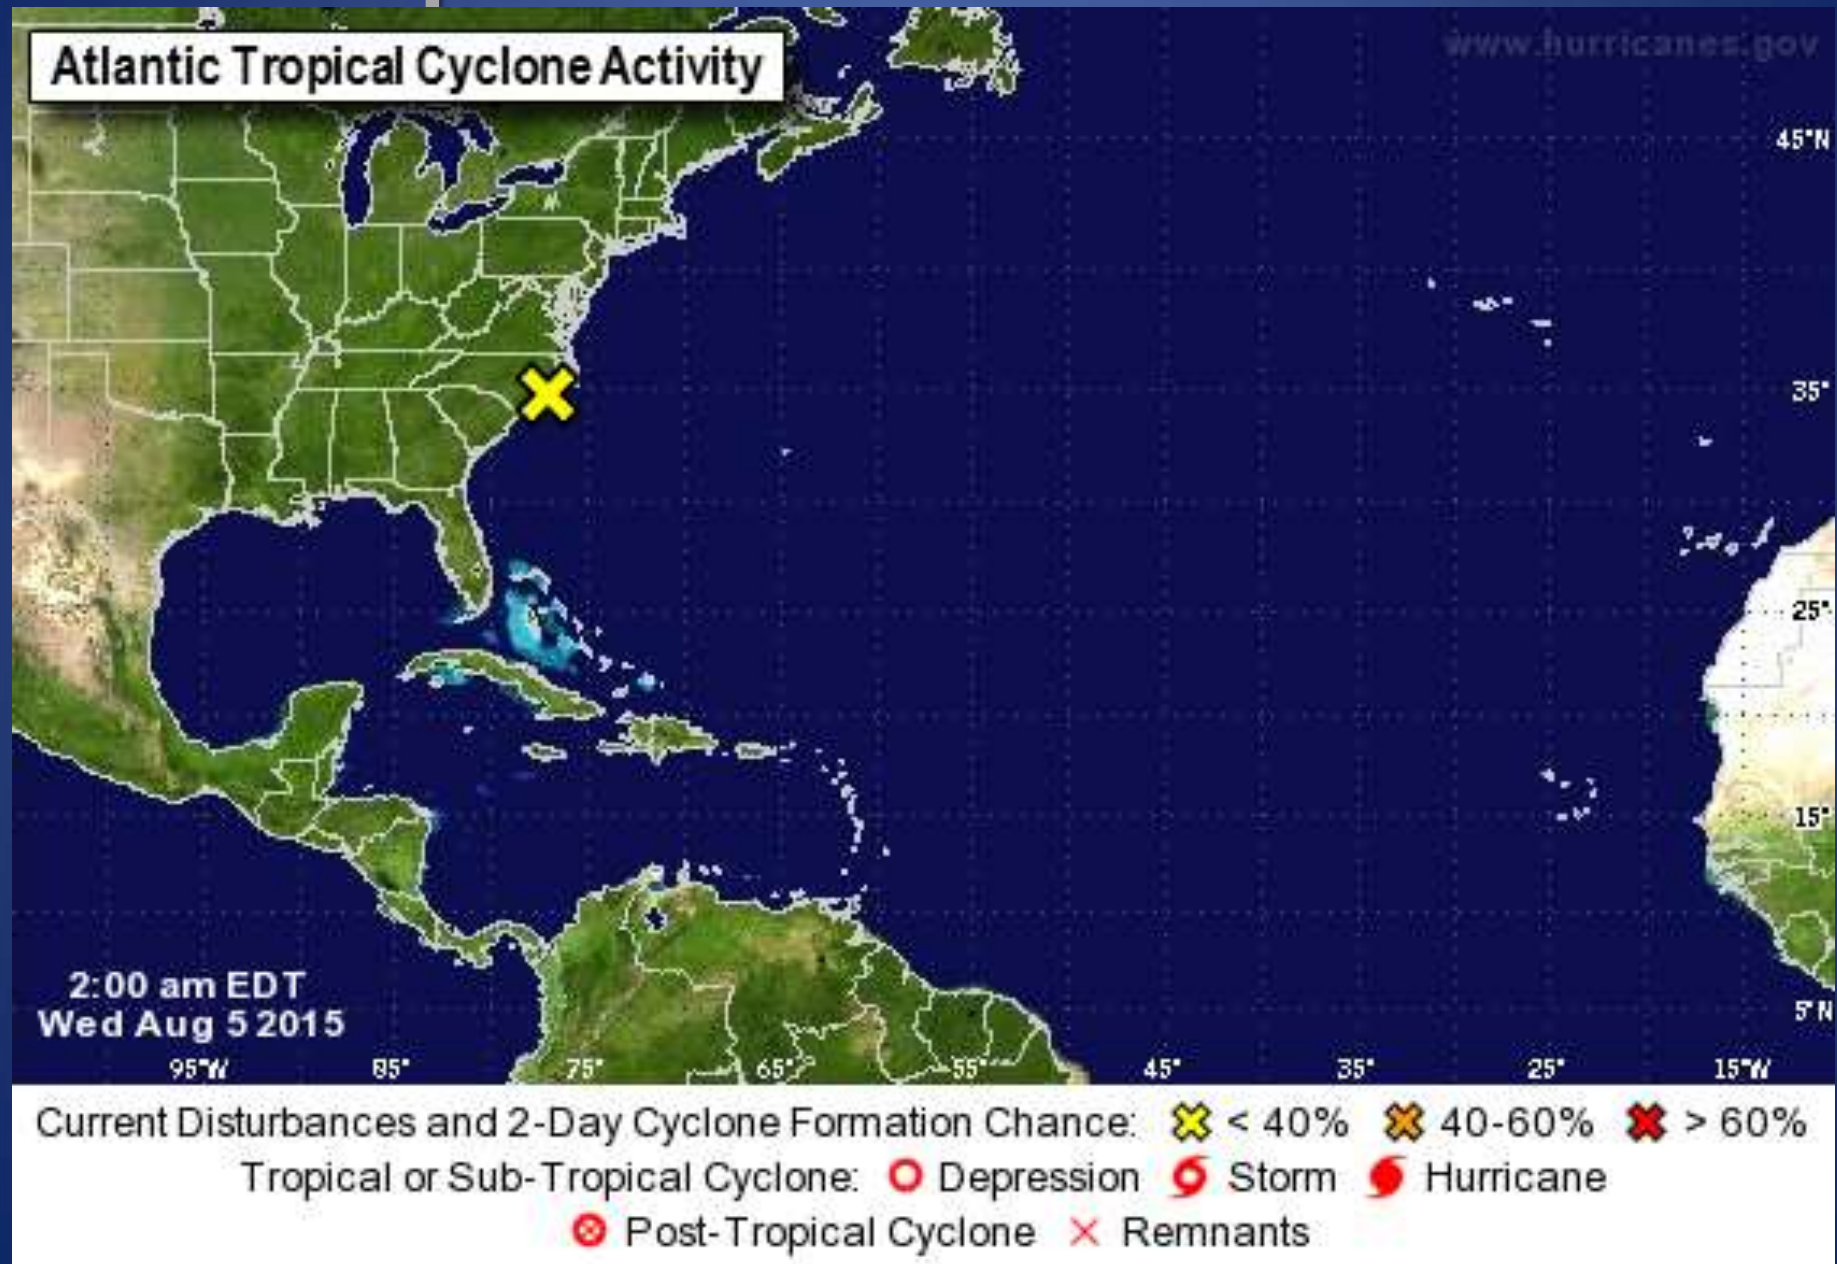 www.hurricanes.gov
Atlantic Tropical Cyclone Activity
45°N
35°
25°
15°
5°N
2:00 am EDT
Wed Aug 5 2015
95°W 85° 75° 65° 55° 45° 35° 25° 15°W
Current Disturbances and 2-Day Cyclone Formation Chance: < 40% 40-60% > 60%
Tropical or Sub-Tropical Cyclone: Depression Storm Hurricane
Post-Tropical Cyclone Remnants